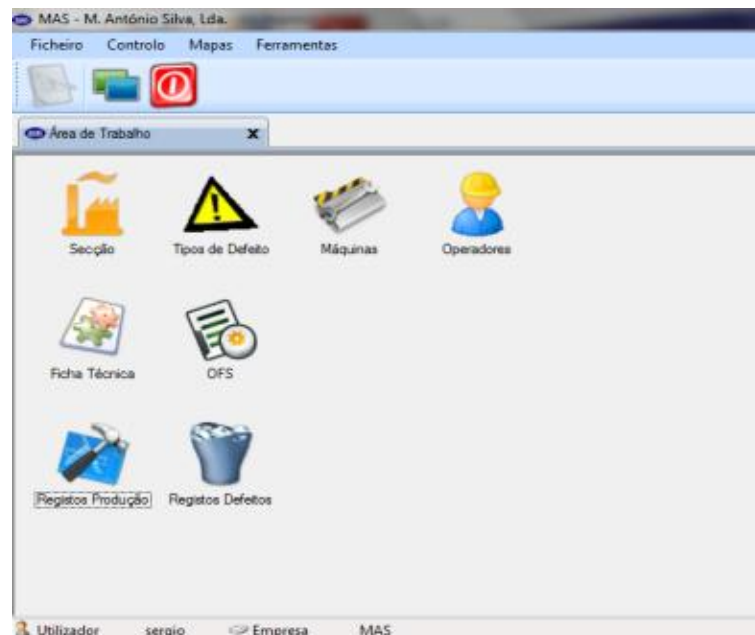 MAS - M. António Silva, Lda.
Ficheiro Controlo Mapas Ferramentas
Área de Trabalho x
Secção Tipos de Defeito Máquinas Operadores
Ficha Técnica OFS
Registos Produção Registos Defeitos
Utilizador sergio Empresa MAS